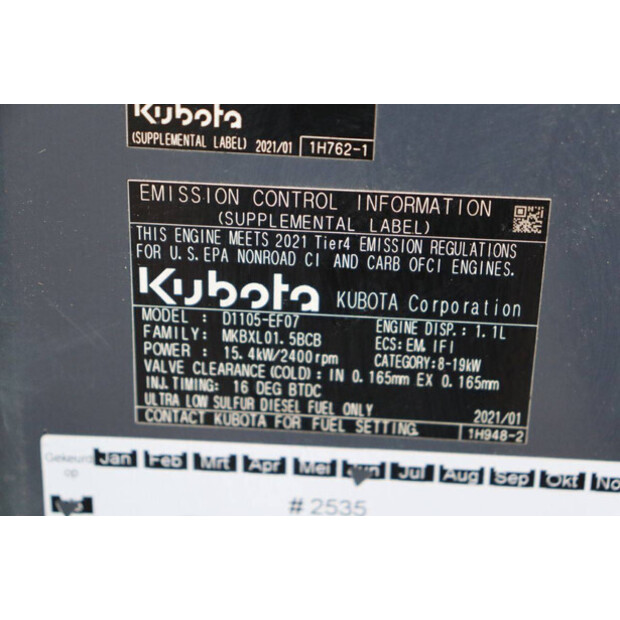 Kubota
(SUPPLEMENTAL LABEL) 2021/01 1H762-1
EMISSION CONTROL INFORMATION
(SUPPLEMENTAL LABEL)
THIS ENGINE MEETS 2021 Tier4 EMISSION REGULATIONS
FOR U.S.EPA NONROAD CI AND CARB OFCI ENGINES.
Kubota KUBOTA Corporation
MODEL : D1105-EF07 ENGINE DISP.: 1.1L
FAMILY: MKBXL01.5BCB ECS:EM,IFI
POWER : 15.4kW/2400rpm CATEGORY:8-19kW
VALVE CLEARANCE(COLD): IN 0.165mm EX 0.165mm
INJ.TIMING: 16 DEG BTDC
ULTRA LOW SULFUR DIESEL FUEL ONLY 2021/01
CONTACT KUBOTA FOR FUEL SETTING. 1H948-2
Gekeurd op Jan Feb Mrt Apr Mei Jun Jul Aug Sep Okt No
#2535